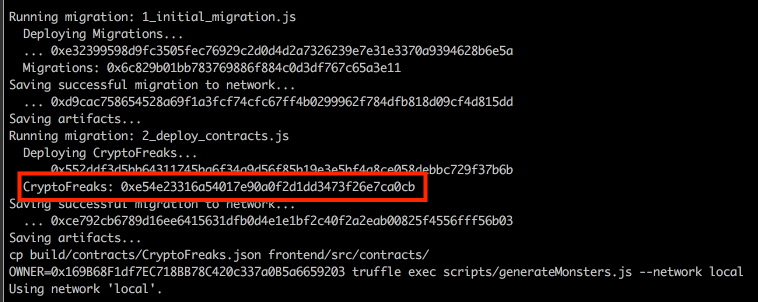 Running migration: 1_initial_migration.js
Deploying Migrations...
... 0xe32399598d9fc3505fec76929c2d0d4d2a7326239e7e31e3370a9394628b6e5a
Migrations: 0x6c829b01bb783769886f884c0d3df767c65a3e11
Saving successful migration to network...
... 0xd9cac758654528a69f1a3fcf74cfc67ff4b0299962f784dfb818d09cf4d815dd
Saving artifacts...
Running migration: 2_deploy_contracts.js
Deploying CryptoFreaks...
CryptoFreaks: 0xe54e23316a54017e90a0f2d1dd3473f26e7ca0cb
Saving successful migration to network...
... 0xce792cb6789d16ee6415631dfb0d4e1e1bf2c40f2a2eab00825f4556fff56b03
Saving artifacts...
cp build/contracts/CryptoFreaks.json frontend/src/contracts/
OWNER=0x169B68F1df7EC718BB78C420c337a0B5a6659203 truffle exec scripts/generateMonsters.js --network local
Using network 'local'.